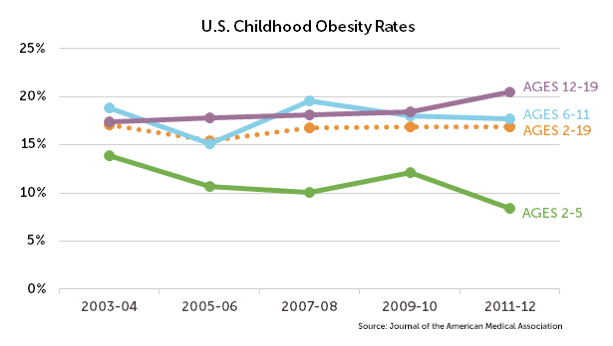 U.S. Childhood Obesity Rates
25%
20%
15%
10%
5%
0%
AGES 12-19
AGES 6-11
AGES 2-19
AGES 2-5
2003-04 2005-06 2007-08 2009-10 2011-12
Source: Journal of the American Medical Association